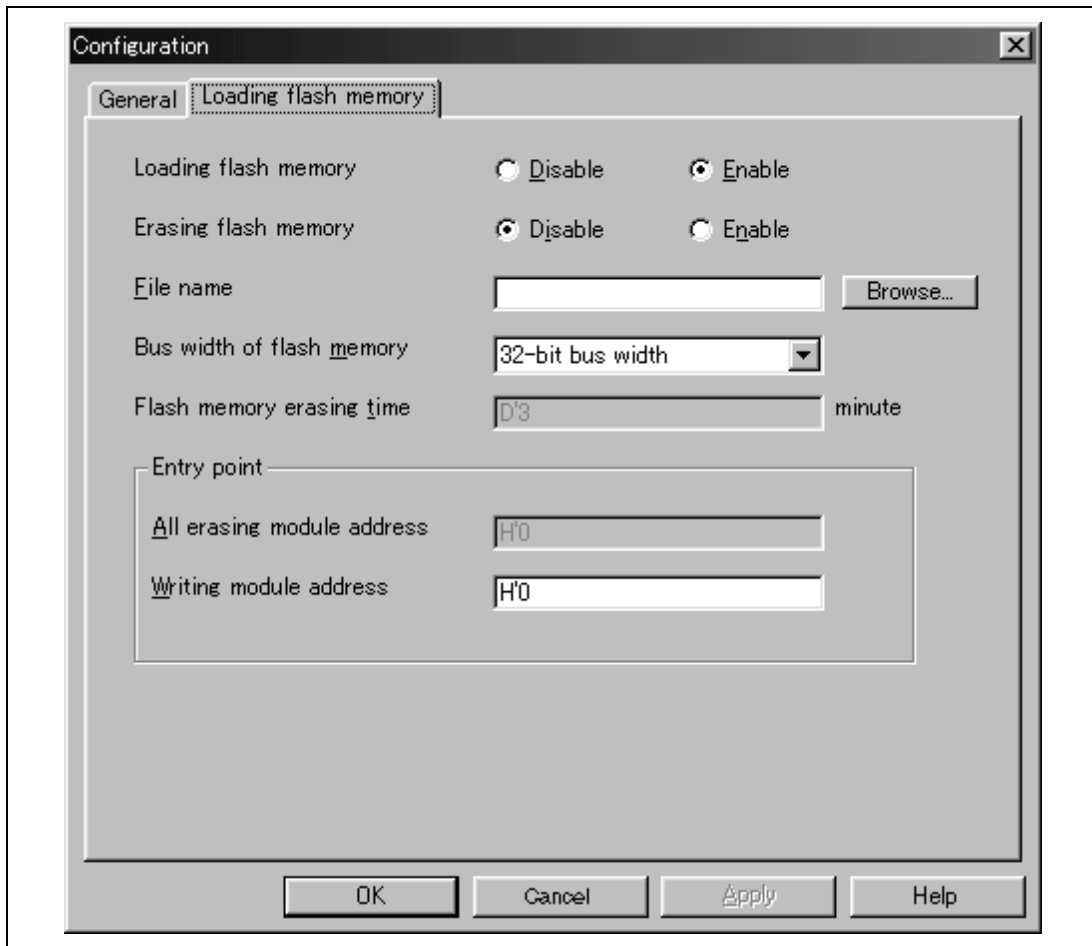 Configuration
General Loading flash memory
Loading flash memory Disable Enable
Erasing flash memory Disable Enable
File name Browse...
Bus width of flash memory 32-bit bus width
Flash memory erasing time D'3 minute
Entry point
All erasing module address H'0
Writing module address H'0
OK Cancel Apply Help